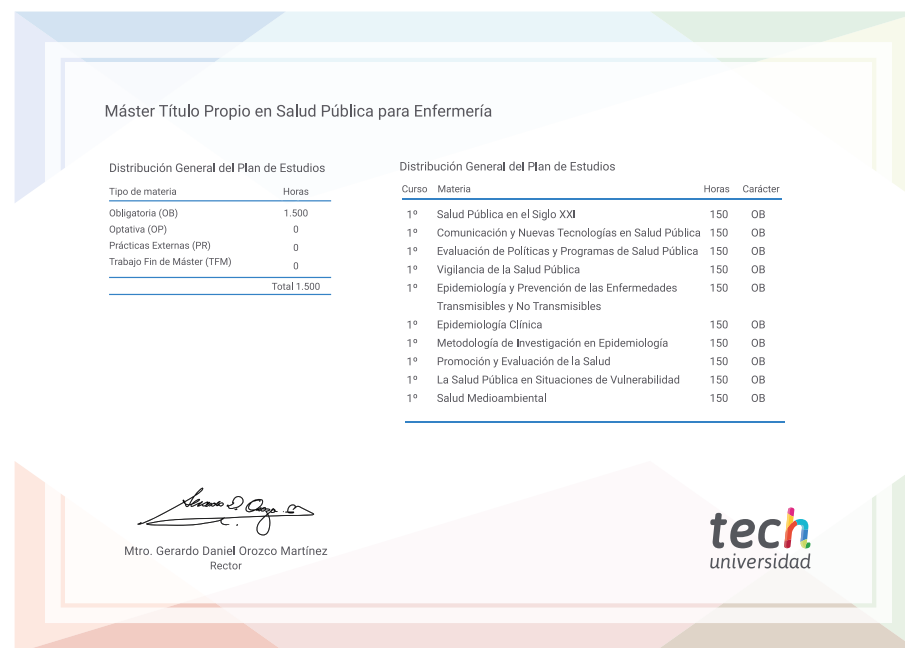 Máster Título Propio en Salud Pública para Enfermería
Distribución General del Plan de Estudios
Tipo de materia Horas
Obligatoria (OB) 1.500
Optativa (OP) 0
Prácticas Externas (PR) 0
Trabajo Fin de Máster (TFM) 0
Total 1.500
Distribución General del Plan de Estudios
Curso Materia Horas Carácter
1º Salud Pública en el Siglo XXI 150 OB
1º Comunicación y Nuevas Tecnologías en Salud Pública 150 OB
1º Evaluación de Políticas y Programas de Salud Pública 150 OB
1º Vigilancia de la Salud Pública 150 OB
1º Epidemiología y Prevención de las Enfermedades 150 OB
Transmisibles y No Transmisibles
1º Epidemiología Clínica 150 OB
1º Metodología de Investigación en Epidemiología 150 OB
1º Promoción y Evaluación de la Salud 150 OB
1º La Salud Pública en Situaciones de Vulnerabilidad 150 OB
1º Salud Medioambiental 150 OB
Mtro. Gerardo Daniel Orozco Martínez
Rector
tech
universidad